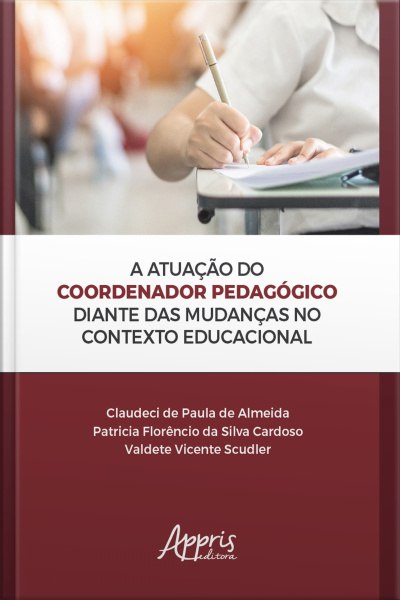 A ATUAÇÃO DO
COORDENADOR PEDAGÓGICO
DIANTE DAS MUDANÇAS NO
CONTEXTO EDUCACIONAL
Claudeci de Paula de Almeida
Patricia Florêncio da Silva Cardoso
Valdete Vicente Scudler
Appris
editora